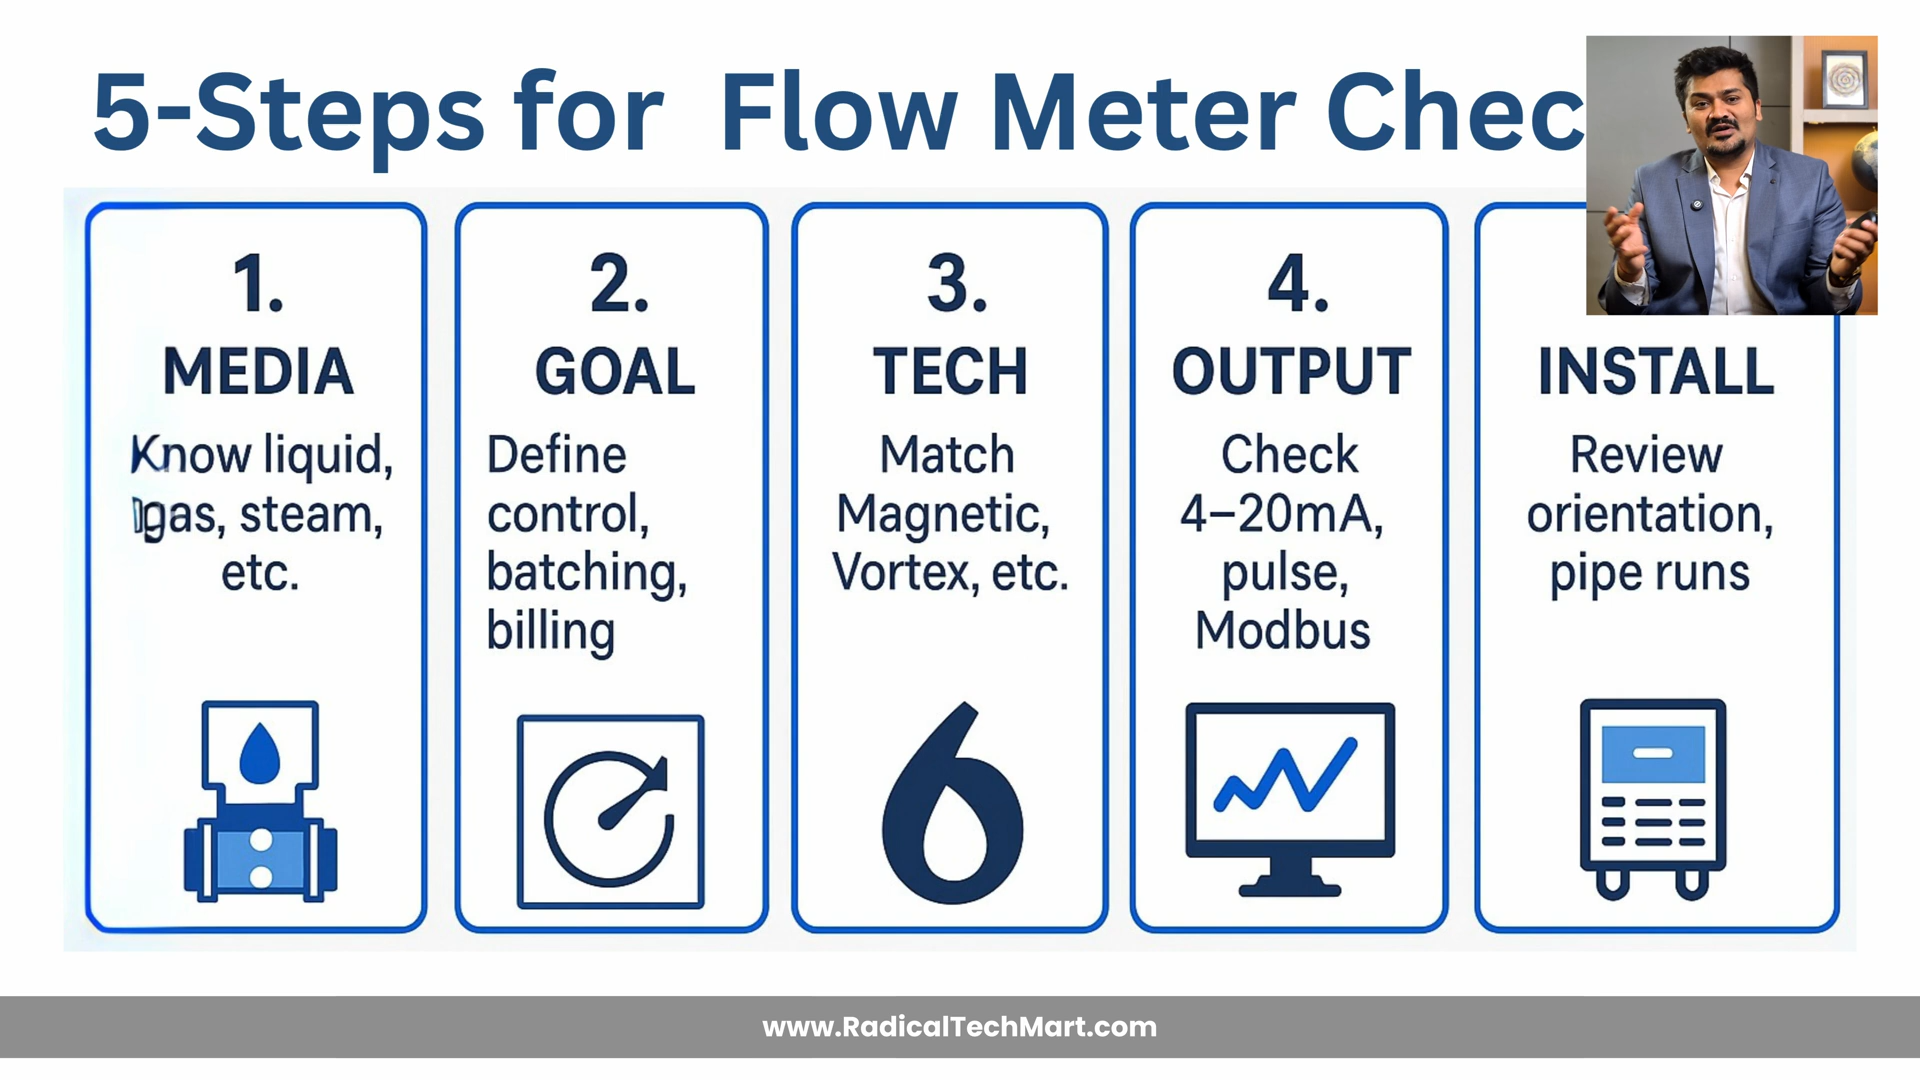 5-Steps for Flow Meter Chec
1.
MEDIA
Know liquid,
gas, steam,
etc.
2.
GOAL
Define
control,
batching,
billing
3.
TECH
Match
Magnetic,
Vortex, etc.
4.
OUTPUT
Check
4–20mA,
pulse,
Modbus
INSTALL
Review
orientation,
pipe runs
www.RadicalTechMart.com